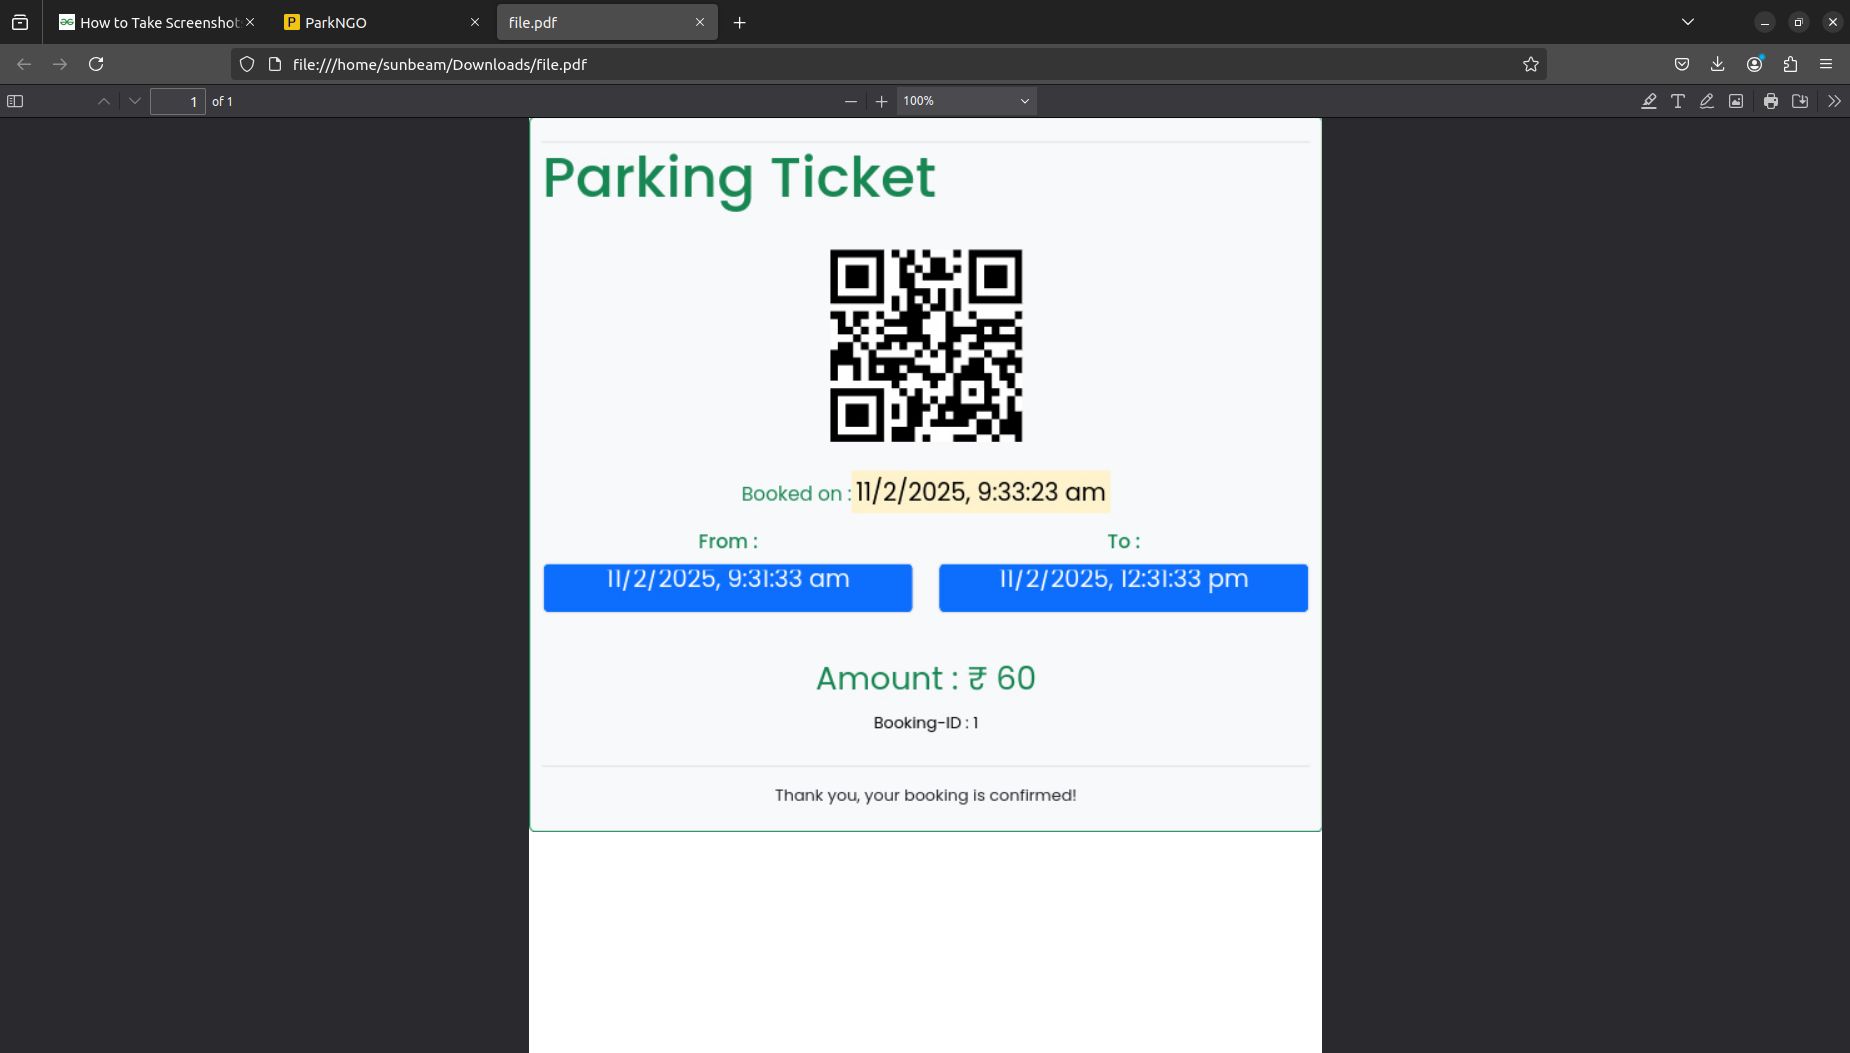 How to Take Screenshot
ParkNGO
file.pdf
file:///home/sunbeam/Downloads/file.pdf
1 of 1
100%
Parking Ticket
Booked on : 11/2/2025, 9:33:23 am
From : To :
11/2/2025, 9:31:33 am 11/2/2025, 12:31:33 pm
Amount : ₹ 60
Booking-ID : 1
Thank you, your booking is confirmed!